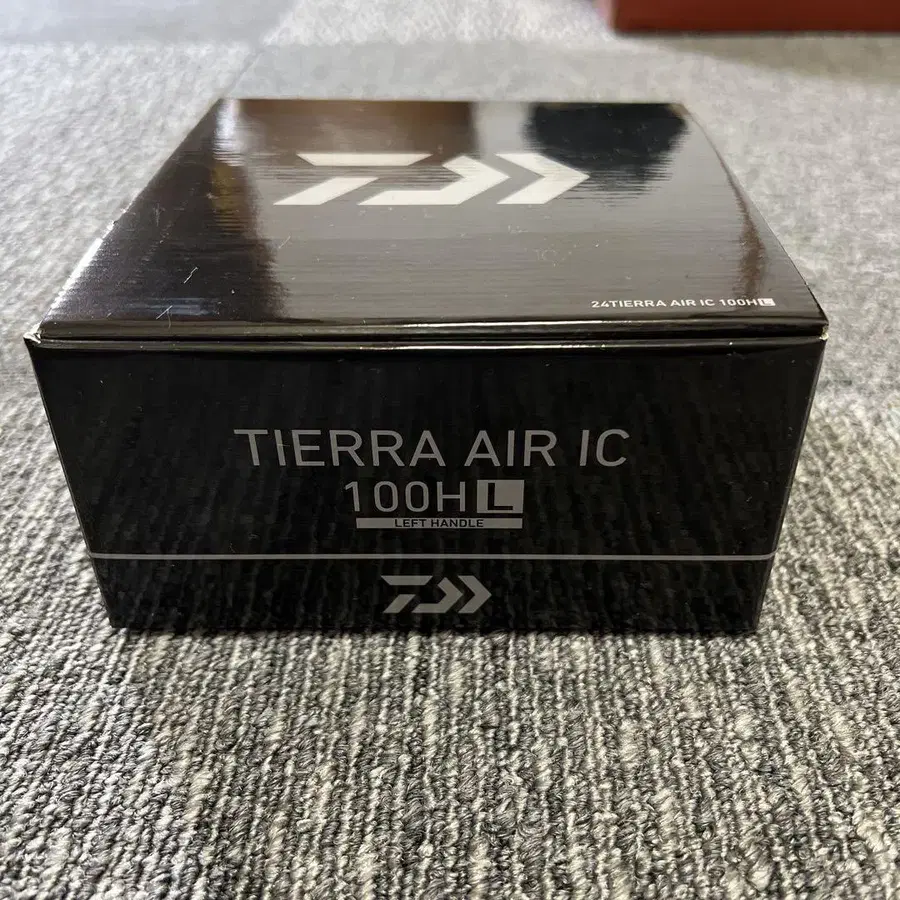 24TIERRA AIR IC 100HL
TIERRA AIR IC
100HL
LEFT HANDLE